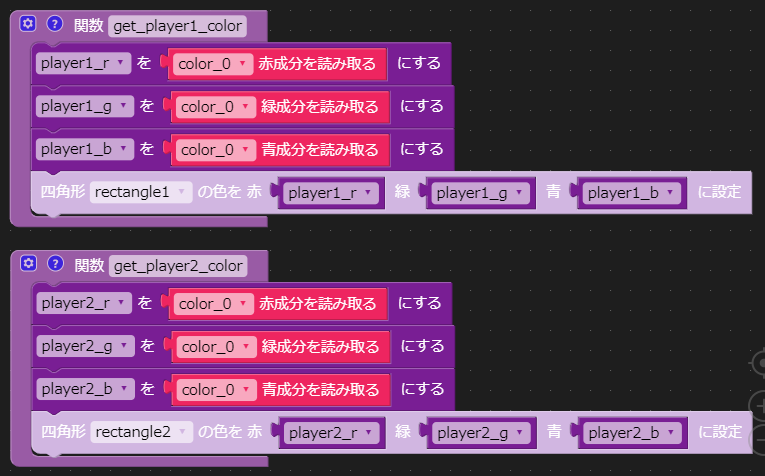 ? 関数 get_player1_color
player1_r を color_0 赤成分を読み取る にする
player1_g を color_0 緑成分を読み取る にする
player1_b を color_0 青成分を読み取る にする
四角形 rectangle1 の色を 赤 player1_r 緑 player1_g 青 player1_b に設定
? 関数 get_player2_color
player2_r を color_0 赤成分を読み取る にする
player2_g を color_0 緑成分を読み取る にする
player2_b を color_0 青成分を読み取る にする
四角形 rectangle2 の色を 赤 player2_r 緑 player2_g 青 player2_b に設定